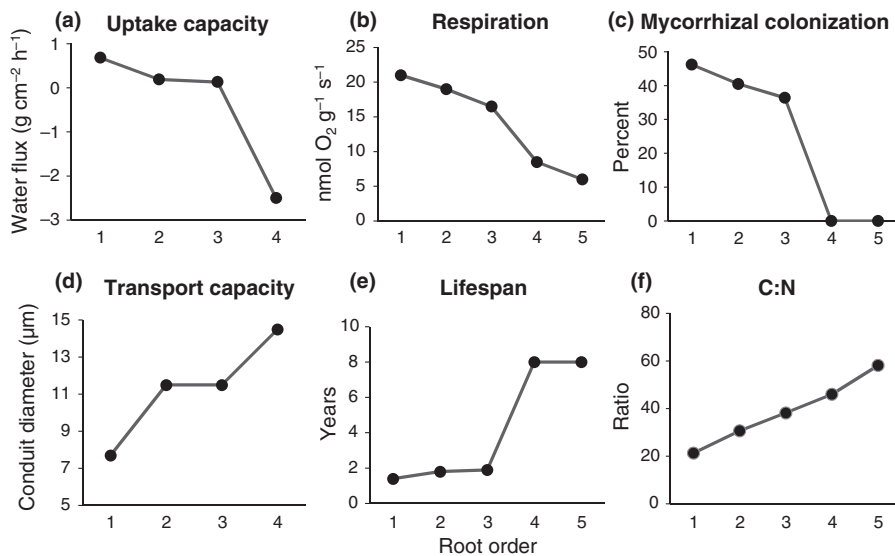 (a) Uptake capacity
Water flux (g cm⁻² h⁻¹)
1
0
–1
–2
–3
1 2 3 4
(b) Respiration
nmol O₂ g⁻¹ s⁻¹
25
20
15
10
5
0
1 2 3 4 5
(c) Mycorrhizal colonization
Percent
50
40
30
20
10
0
1 2 3 4 5
(d) Transport capacity
Conduit diameter (µm)
15
13
11
9
7
5
1 2 3 4
(e) Lifespan
Years
10
8
6
4
2
0
1 2 3 4 5
Root order
(f) C:N
Ratio
80
60
40
20
0
1 2 3 4 5